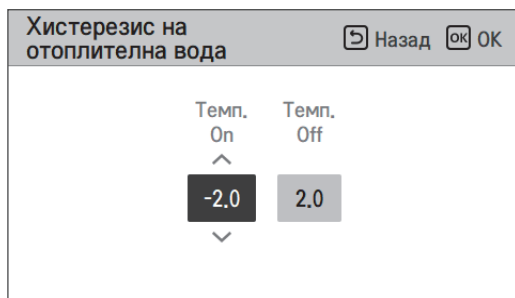 Хистерезис на
отоплителна вода
Назад OK OK
Темп. Темп.
On Off
-2.0 2.0